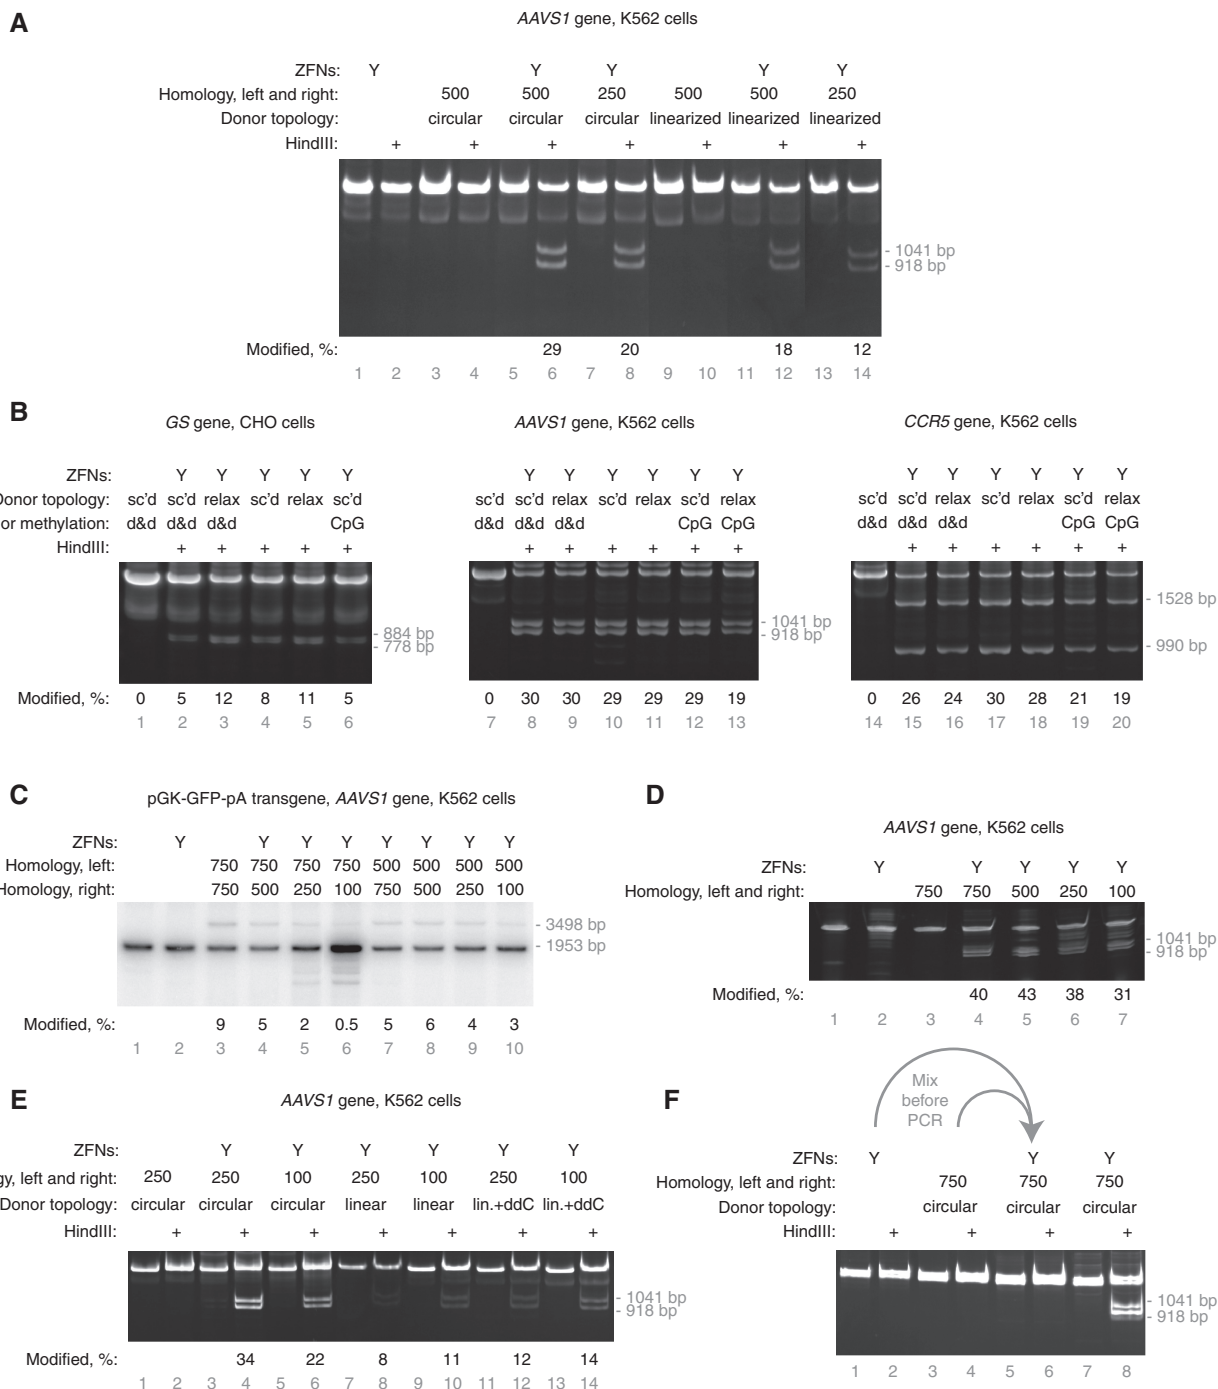 A
AAVS1 gene, K562 cells
ZFNs: Y Y Y Y Y
Homology, left and right: 500 500 250 500 500 250
Donor topology: circular circular circular linearized linearized linearized
HindIII: + + + + + + +
- 1041 bp
- 918 bp
Modified, %: 29 20 18 12
1 2 3 4 5 6 7 8 9 10 11 12 13 14
B
GS gene, CHO cells AAVS1 gene, K562 cells CCR5 gene, K562 cells
ZFNs: Y Y Y Y Y Y Y Y Y Y Y Y Y Y Y Y Y
Donor topology: sc'd sc'd relax sc'd relax sc'd sc'd sc'd relax sc'd relax sc'd relax sc'd sc'd relax sc'd relax sc'd relax
or methylation: d&d d&d d&d CpG d&d d&d d&d CpG CpG d&d d&d d&d CpG CpG
HindIII: + + + + + + + + + + + + + + + + +
- 884 bp
- 778 bp
- 1041 bp
- 918 bp
- 1528 bp
- 990 bp
Modified, %: 0 5 12 8 11 5 0 30 30 29 29 29 19 0 26 24 30 28 21 19
1 2 3 4 5 6 7 8 9 10 11 12 13 14 15 16 17 18 19 20
C
pGK-GFP-pA transgene, AAVS1 gene, K562 cells
ZFNs: Y Y Y Y Y Y Y Y
Homology, left: 750 750 750 750 500 500 500 500
Homology, right: 750 500 250 100 750 500 250 100
- 3498 bp
- 1953 bp
Modified, %: 9 5 2 0.5 5 6 4 3
1 2 3 4 5 6 7 8 9 10
D
AAVS1 gene, K562 cells
ZFNs: Y Y Y Y Y
Homology, left and right: 750 750 500 250 100
- 1041 bp
- 918 bp
Modified, %: 40 43 38 31
1 2 3 4 5 6 7
E
AAVS1 gene, K562 cells
ZFNs: Y Y Y Y Y Y
gy, left and right: 250 250 100 250 100 250 100
Donor topology: circular circular circular linear linear lin.+ddC lin.+ddC
HindIII: + + + + + + +
- 1041 bp
- 918 bp
Modified, %: 34 22 8 11 12 14
1 2 3 4 5 6 7 8 9 10 11 12 13 14
F
Mix
before
PCR
ZFNs: Y Y Y
Homology, left and right: 750 750 750
Donor topology: circular circular circular
HindIII: + + + +
- 1041 bp
- 918 bp
1 2 3 4 5 6 7 8